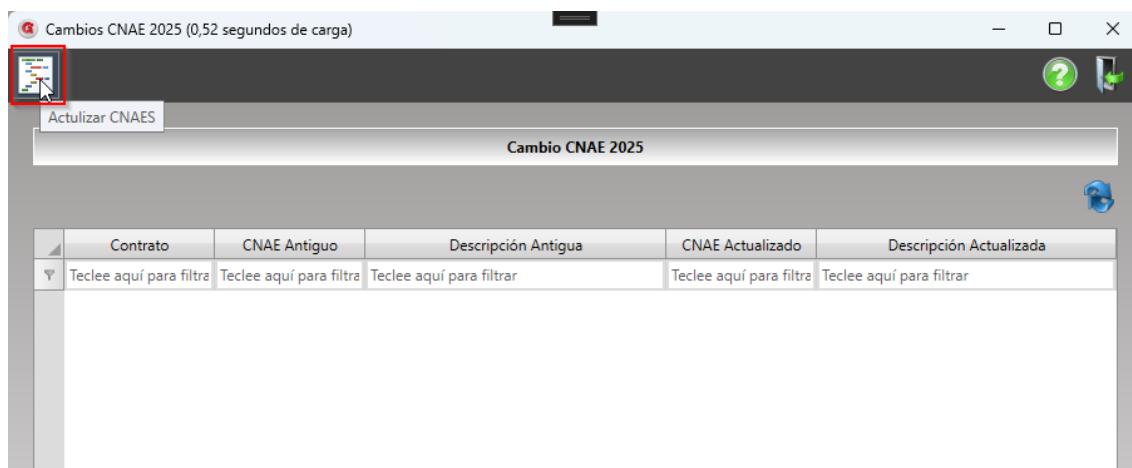 Cambios CNAE 2025 (0,52 segundos de carga)
Actulizar CNAES
Cambio CNAE 2025
Contrato CNAE Antiguo Descripción Antigua CNAE Actualizado Descripción Actualizada
Teclee aquí para filtra Teclee aquí para filtra Teclee aquí para filtrar Teclee aquí para filtra Teclee aquí para filtrar